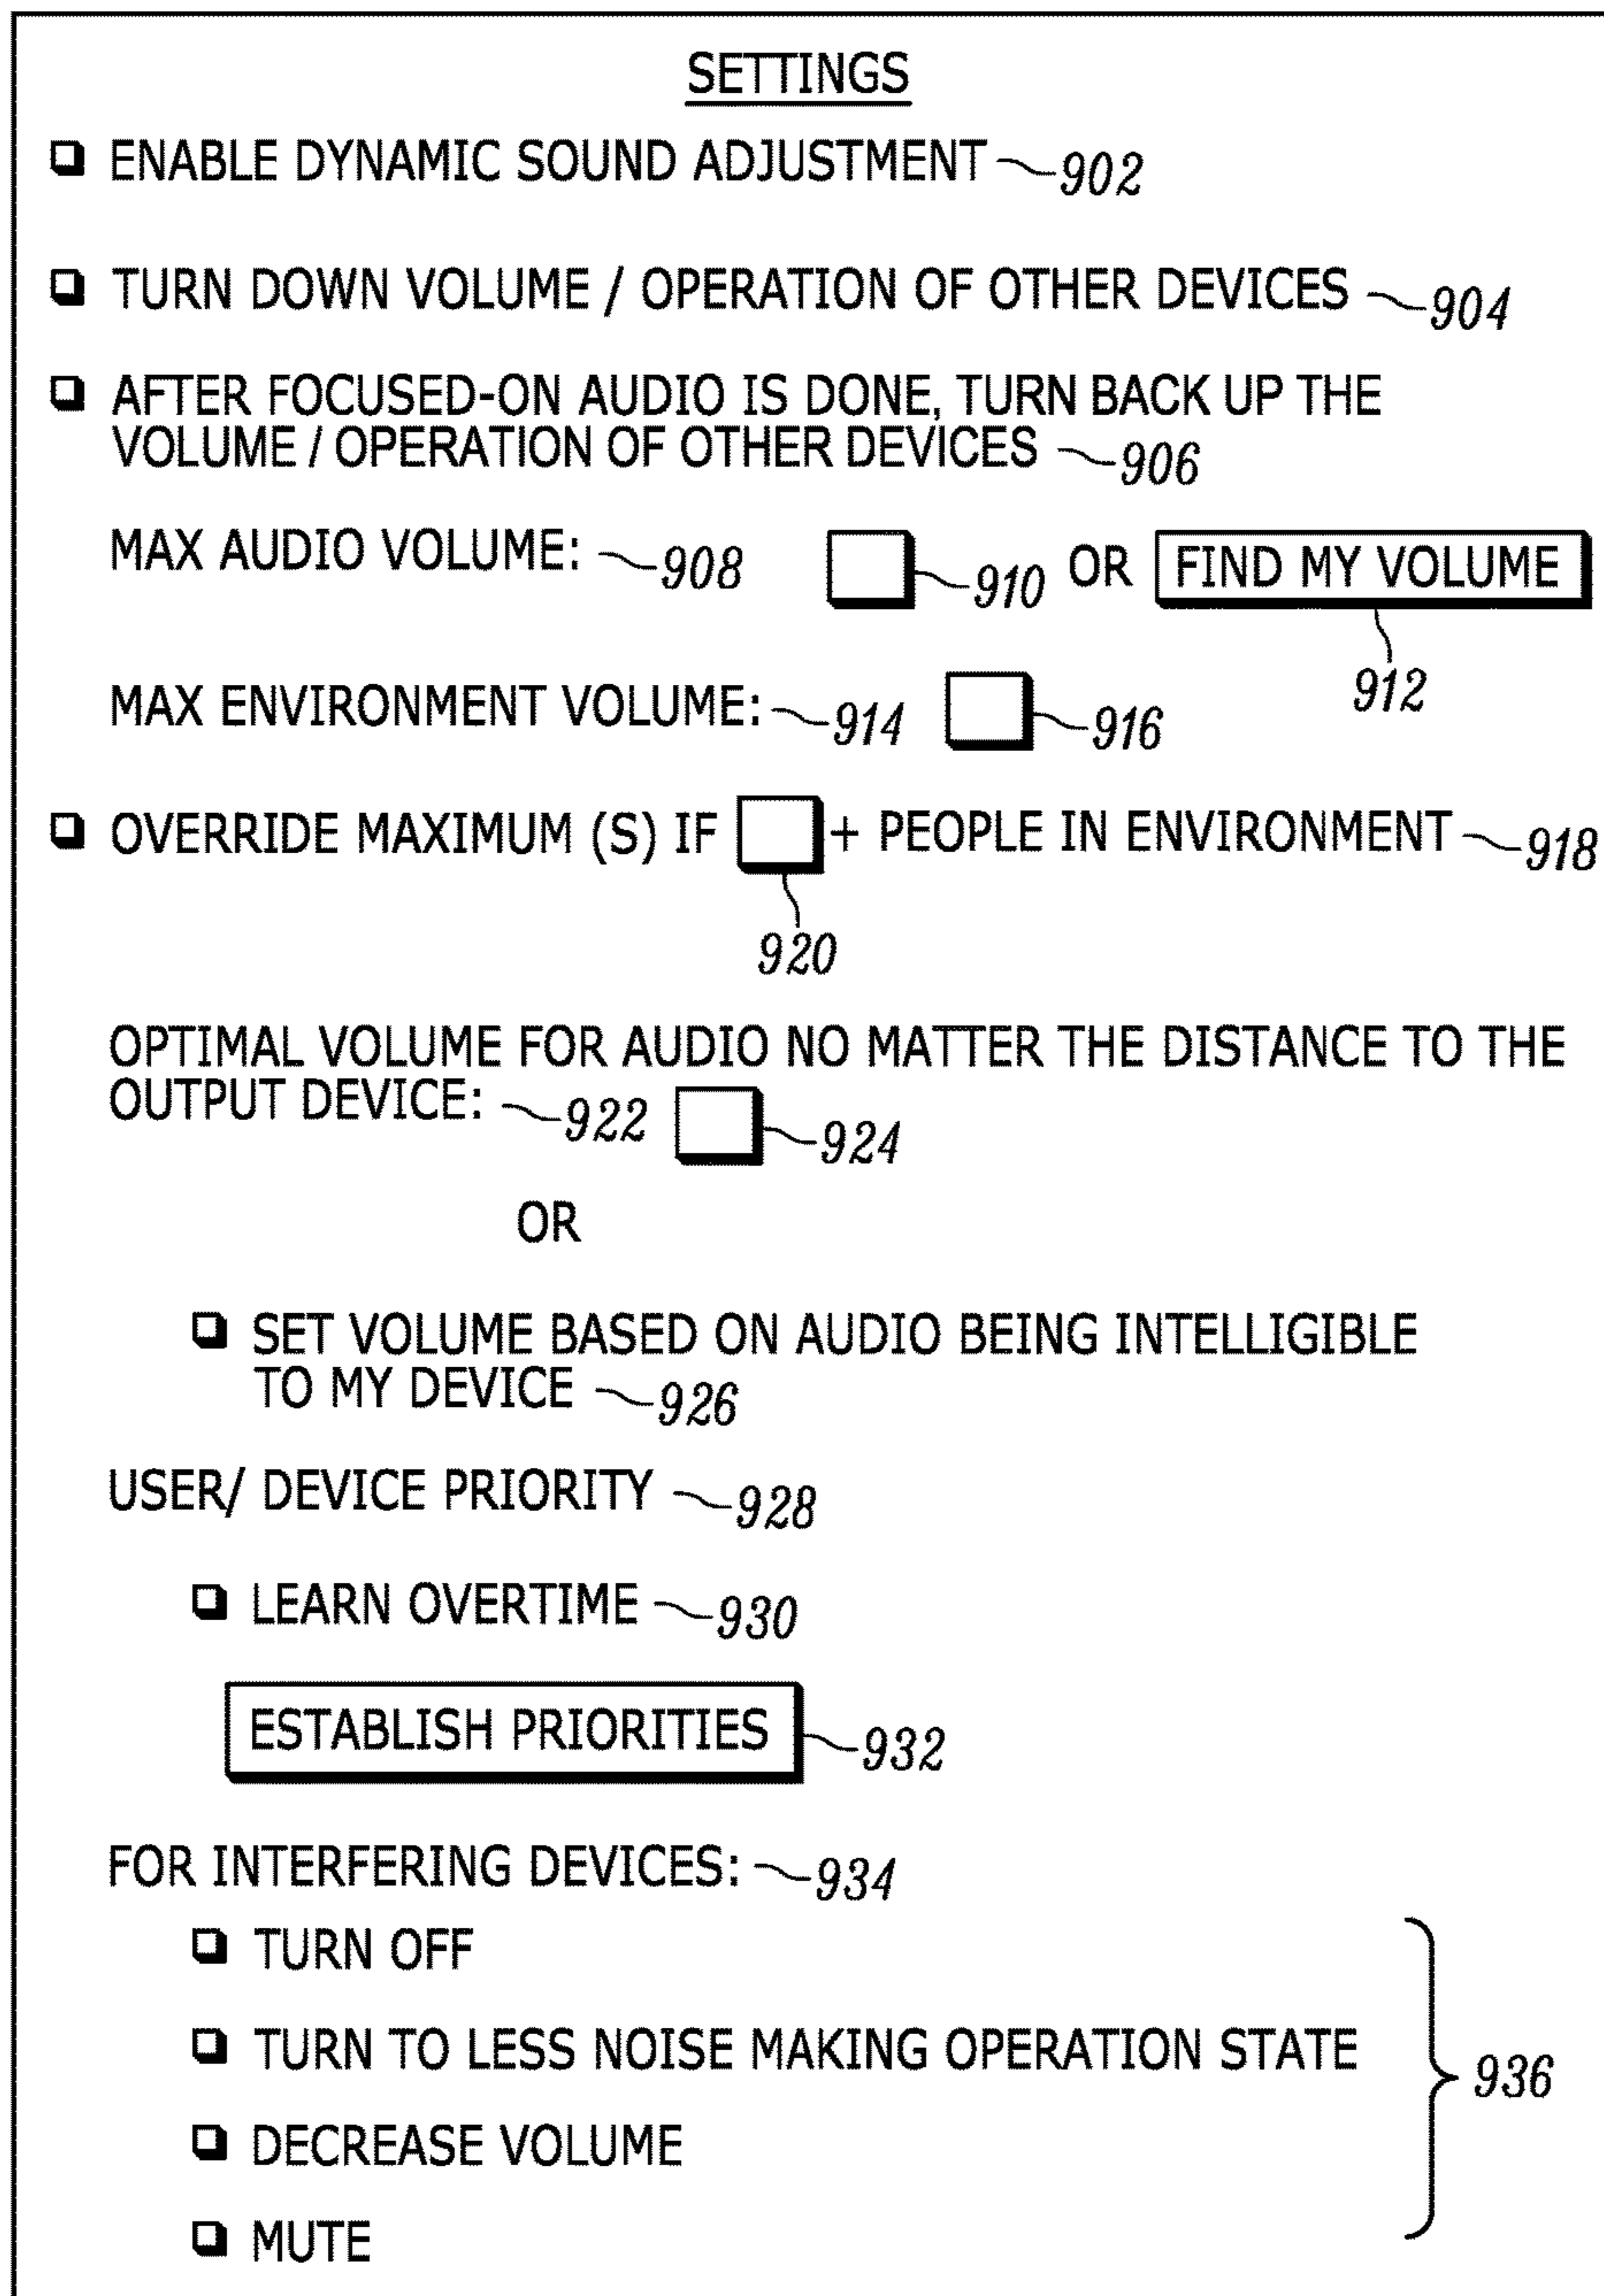 SETTINGS
ENABLE DYNAMIC SOUND ADJUSTMENT 902
TURN DOWN VOLUME / OPERATION OF OTHER DEVICES 904
AFTER FOCUSED-ON AUDIO IS DONE, TURN BACK UP THE
VOLUME / OPERATION OF OTHER DEVICES 906
MAX AUDIO VOLUME: 908 910 OR FIND MY VOLUME
912
MAX ENVIRONMENT VOLUME: 914 916
OVERRIDE MAXIMUM (S) IF + PEOPLE IN ENVIRONMENT 918
920
OPTIMAL VOLUME FOR AUDIO NO MATTER THE DISTANCE TO THE
OUTPUT DEVICE: 922 924
OR
SET VOLUME BASED ON AUDIO BEING INTELLIGIBLE
TO MY DEVICE 926
USER/ DEVICE PRIORITY 928
LEARN OVERTIME 930
ESTABLISH PRIORITIES 932
FOR INTERFERING DEVICES: 934
TURN OFF
TURN TO LESS NOISE MAKING OPERATION STATE
936
DECREASE VOLUME
MUTE